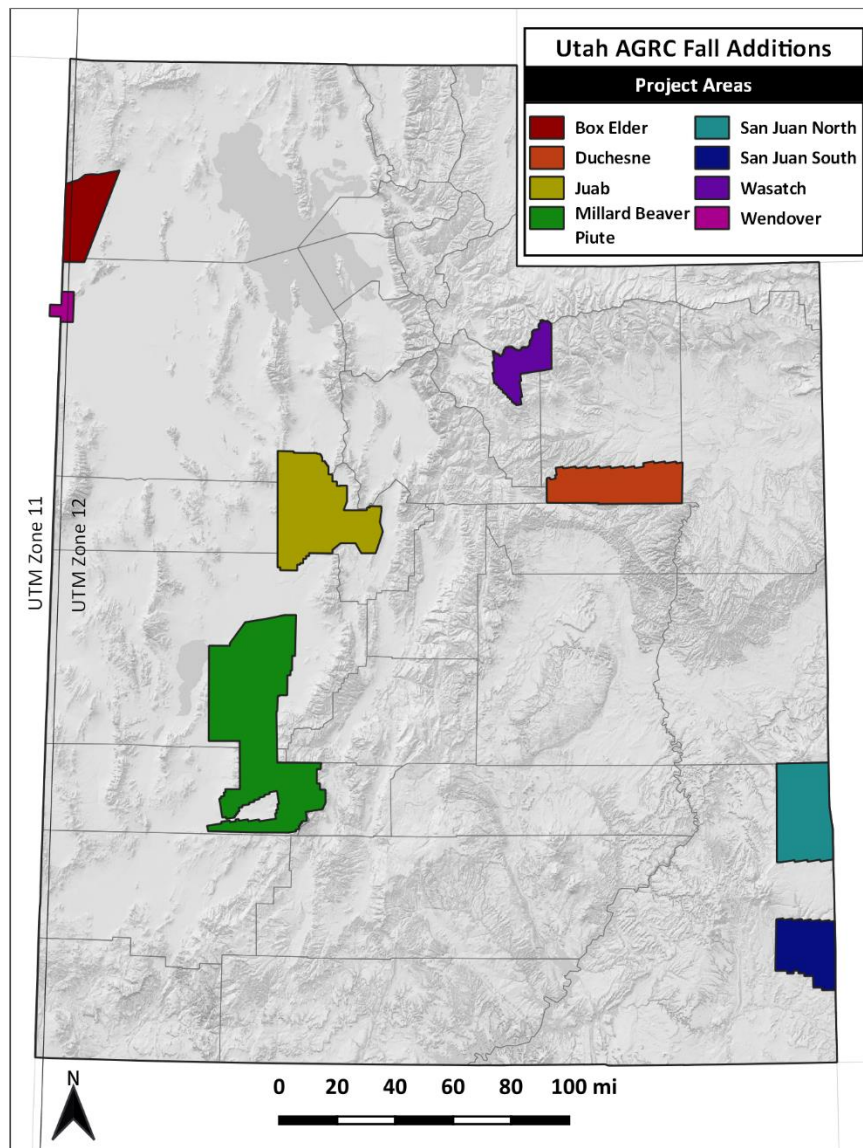 Utah AGRC Fall Additions
Project Areas
Box Elder
Duchesne
Juab
Millard Beaver
Piute
San Juan North
San Juan South
Wasatch
Wendover
UTM Zone 11
UTM Zone 12
N
0 20 40 60 80 100 mi